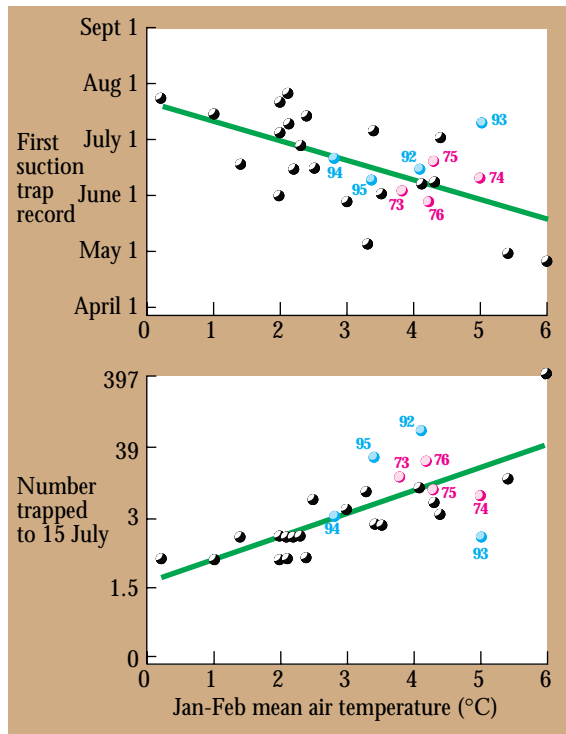 Sept 1
Aug 1
July 1
June 1
May 1
April 1
First
suction
trap
record
93
92
75
94
74
95
73
76
0 1 2 3 4 5 6
397
39
3
1.5
0
Number
trapped
to 15 July
92
95
73
76
75
74
94
93
0 1 2 3 4 5 6
Jan-Feb mean air temperature (°C)